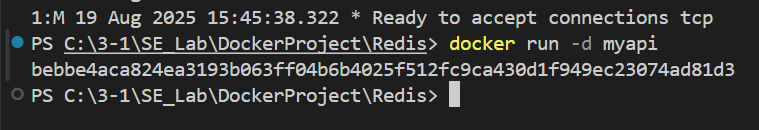 1:M 19 Aug 2025 15:45:38.322 * Ready to accept connections tcp
PS C:\3-1\SE_Lab\DockerProject\Redis> docker run -d myapi
bebbe4aca824ea3193b063ff04b6b4025f512fc9ca430d1f949ec23074ad81d3
PS C:\3-1\SE_Lab\DockerProject\Redis>